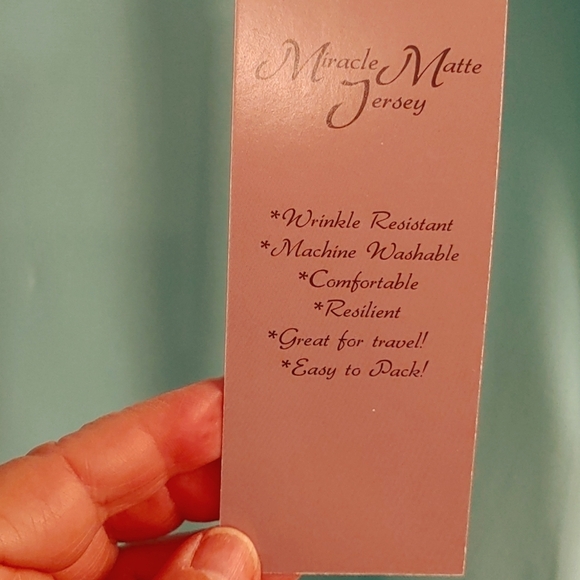 Miracle Matte
Jersey
*Wrinkle Resistant
*Machine Washable
*Comfortable
*Resilient
*Great for travel!
*Easy to Pack!